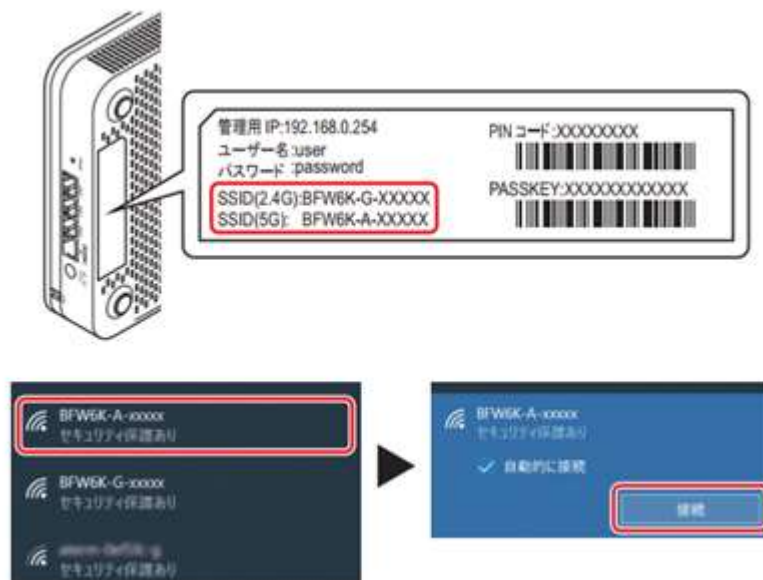 管理用 IP:192.168.0.254
ユーザー名:user
パスワード:password
SSID(2.4G):BFW6K-G-XXXXX
SSID(5G): BFW6K-A-XXXXX
PIN コード:XXXXXXXX
PASSKEY:XXXXXXXXXXXX
BFW6K-A-xxxxx
セキュリティ保護あり
BFW6K-G-xxxxx
セキュリティ保護あり
セキュリティ保護あり
BFW6K-A-xxxxx
セキュリティ保護あり
自動的に接続
接続